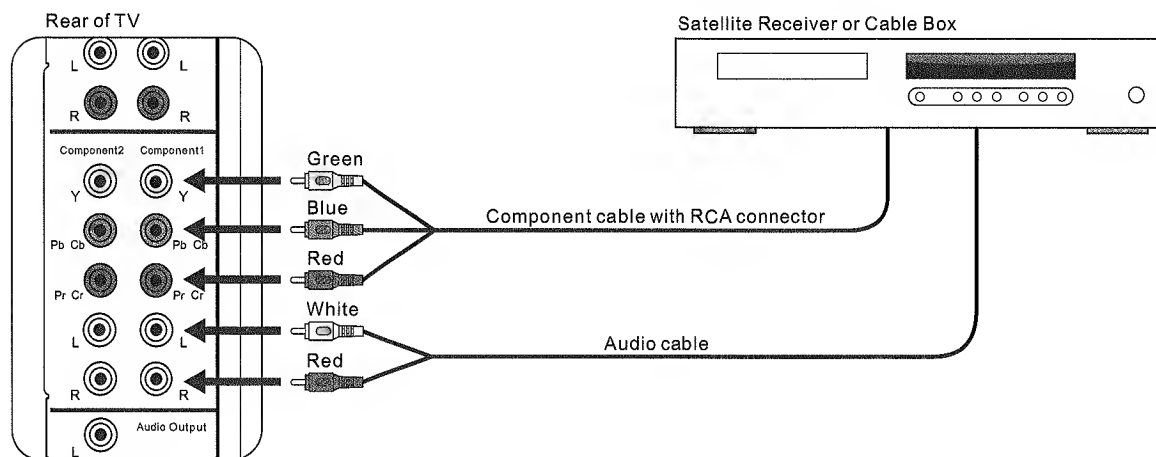 Rear of TV
Satellite Receiver or Cable Box
L L
R R
Component2 Component1
Y Y
Pb Cb Pb Cb
Pr Cr Pr Cr
L L
R R
Audio Output
L
Green
Blue
Red
White
Red
Component cable with RCA connector
Audio cable